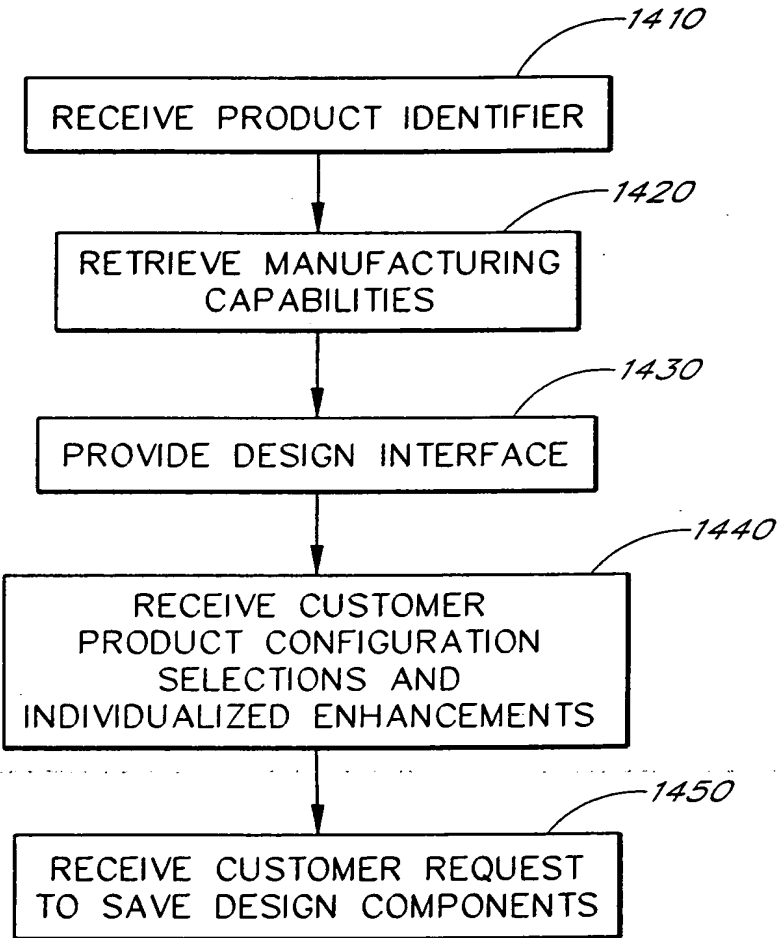 1410
RECEIVE PRODUCT IDENTIFIER
1420
RETRIEVE MANUFACTURING
CAPABILITIES
1430
PROVIDE DESIGN INTERFACE
1440
RECEIVE CUSTOMER
PRODUCT CONFIGURATION
SELECTIONS AND
INDIVIDUALIZED ENHANCEMENTS
1450
RECEIVE CUSTOMER REQUEST
TO SAVE DESIGN COMPONENTS